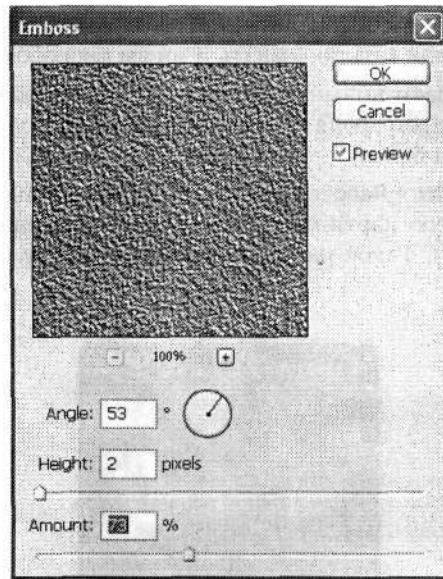 Emboss
OK
Cancel
Preview
100%
Angle: 53 °
Height: 2 pixels
Amount: %